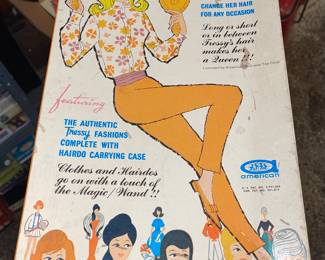 CHANGE HER HAIR
FOR ANY OCCASION
Long or short
or in between
Tressy's hair
makes her
a Queen!!!
featuring
THE AUTHENTIC
Tressy FASHIONS
COMPLETE WITH
HAIRDO CARRYING CASE
Clothes and Hairdos
go on with a touch of
the Magic Wand!!
american